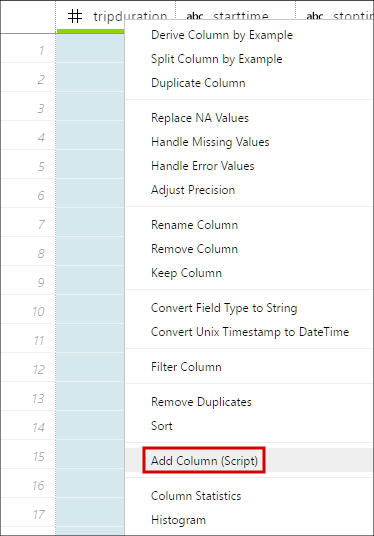 # tripduration abc starttime abc stoptime
1 Derive Column by Example
2 Split Column by Example
Duplicate Column
3
Replace NA Values
4 Handle Missing Values
5 Handle Error Values
6 Adjust Precision
7 Rename Column
8 Remove Column
9 Keep Column
10 Convert Field Type to String
11 Convert Unix Timestamp to DateTime
12 Filter Column
13 Remove Duplicates
14 Sort
15 Add Column (Script)
16 Column Statistics
17 Histogram